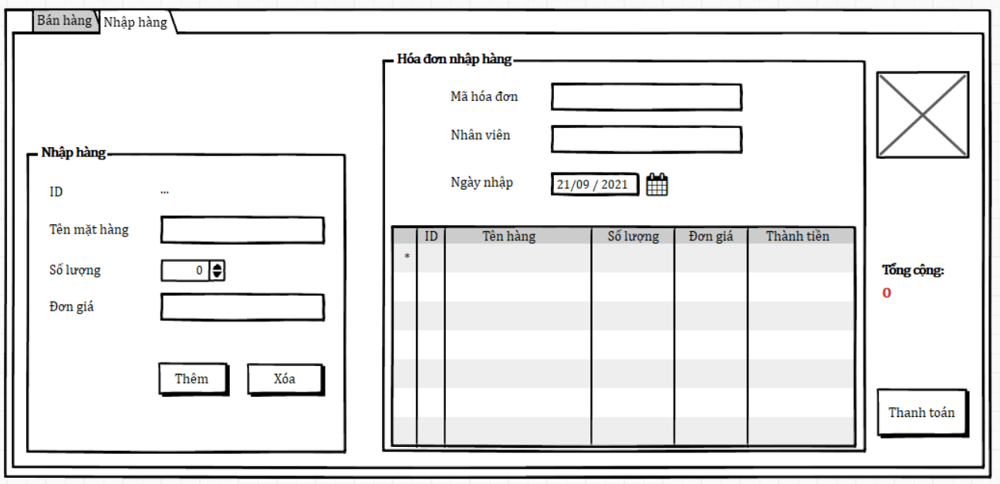 Bán hàng Nhập hàng
Nhập hàng
ID ...
Tên mặt hàng
Số lượng 0
Đơn giá
Thêm Xóa
Hóa đơn nhập hàng
Mã hóa đơn
Nhân viên
Ngày nhập 21/09 / 2021
ID Tên hàng Số lượng Đơn giá Thành tiền
*
Tổng cộng:
0
Thanh toán